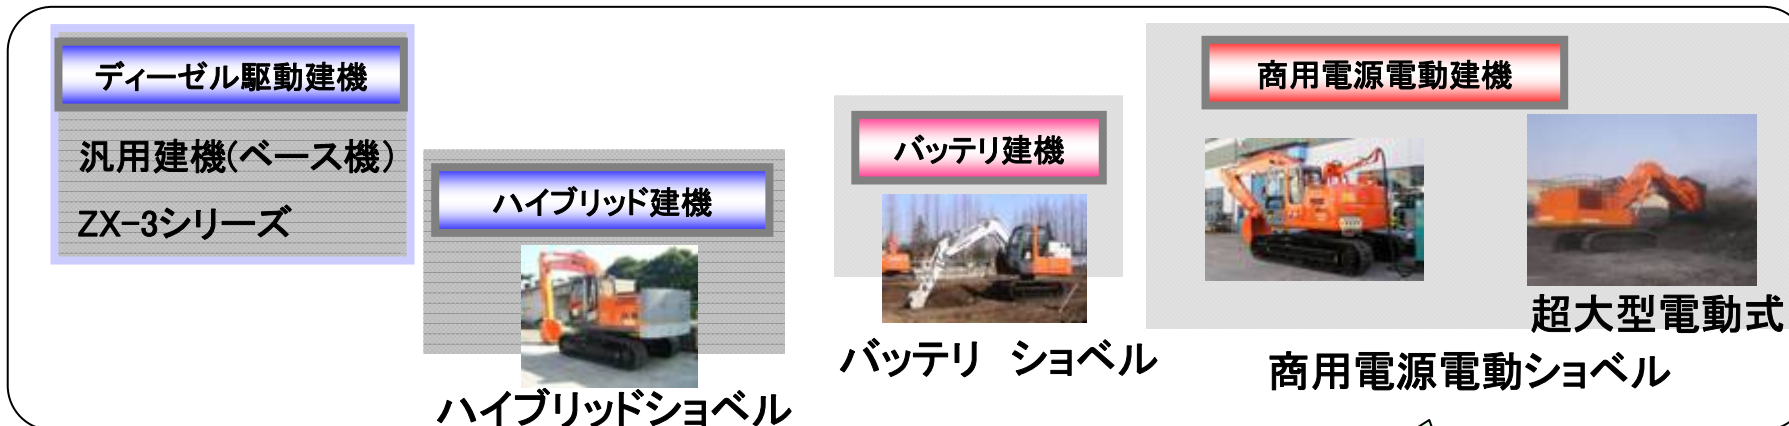 ディーゼル駆動建機
汎用建機(ベース機)
ZX-3シリーズ
ハイブリッド建機
ハイブリッドショベル
バッテリ建機
バッテリ ショベル
商用電源電動建機
超大型電動式
商用電源電動ショベル